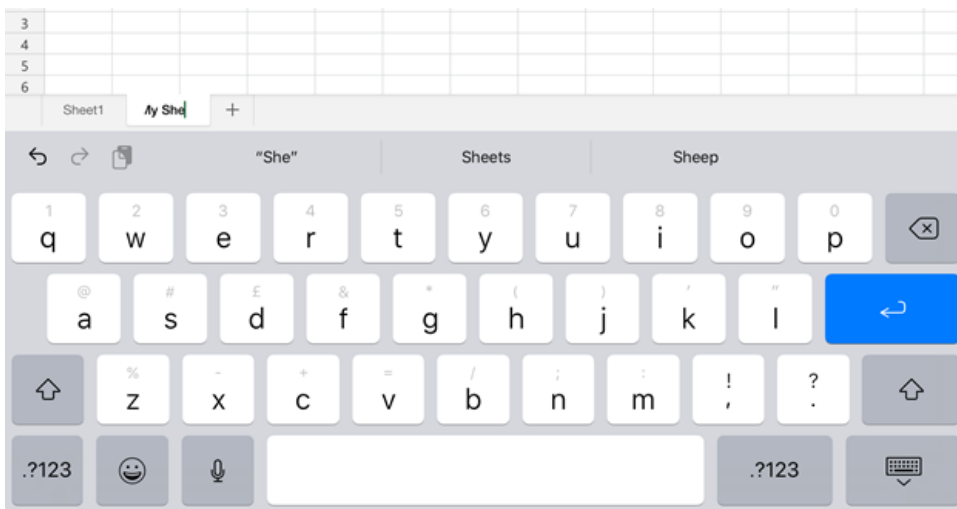 3
4
5
6
Sheet1 My She +
"She" Sheets Sheep
1 2 3 4 5 6 7 8 9 0
q w e r t y u i o p
@ # £ & * ( ) ' "
a s d f g h j k l
% - + = / ; : ! ?
z x c v b n m , .
.?123 .?123